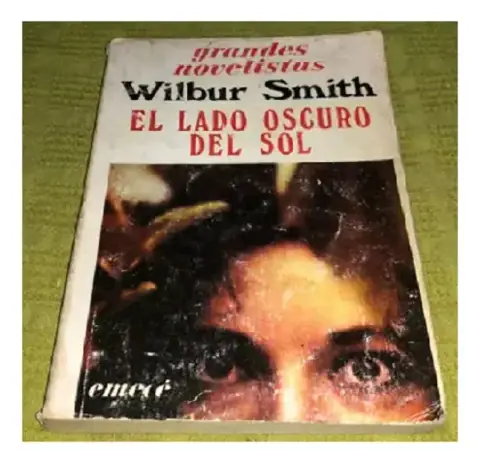 grandes
novelistas
Wilbur Smith
EL LADO OSCURO
DEL SOL
emecé